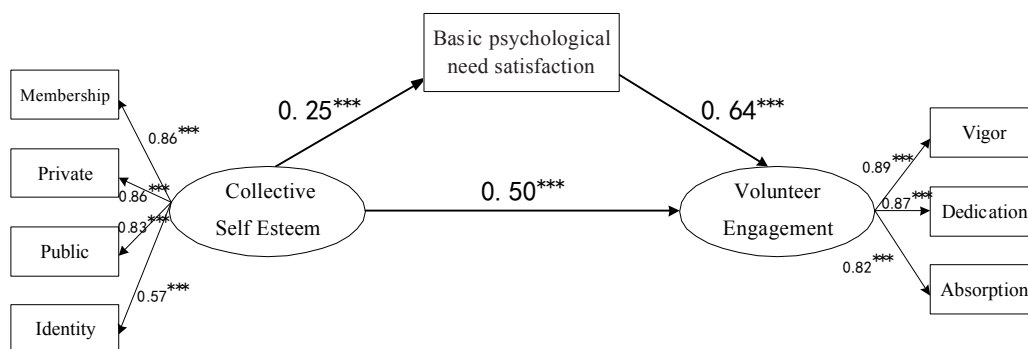 Basic psychological
need satisfaction
Membership
Private
Public
Identity
0.86***
0.86***
0.83***
0.57***
Collective
Self Esteem
0.25***
0.50***
0.64***
Volunteer
Engagement
0.89***
0.87***
0.82***
Vigor
Dedication
Absorption